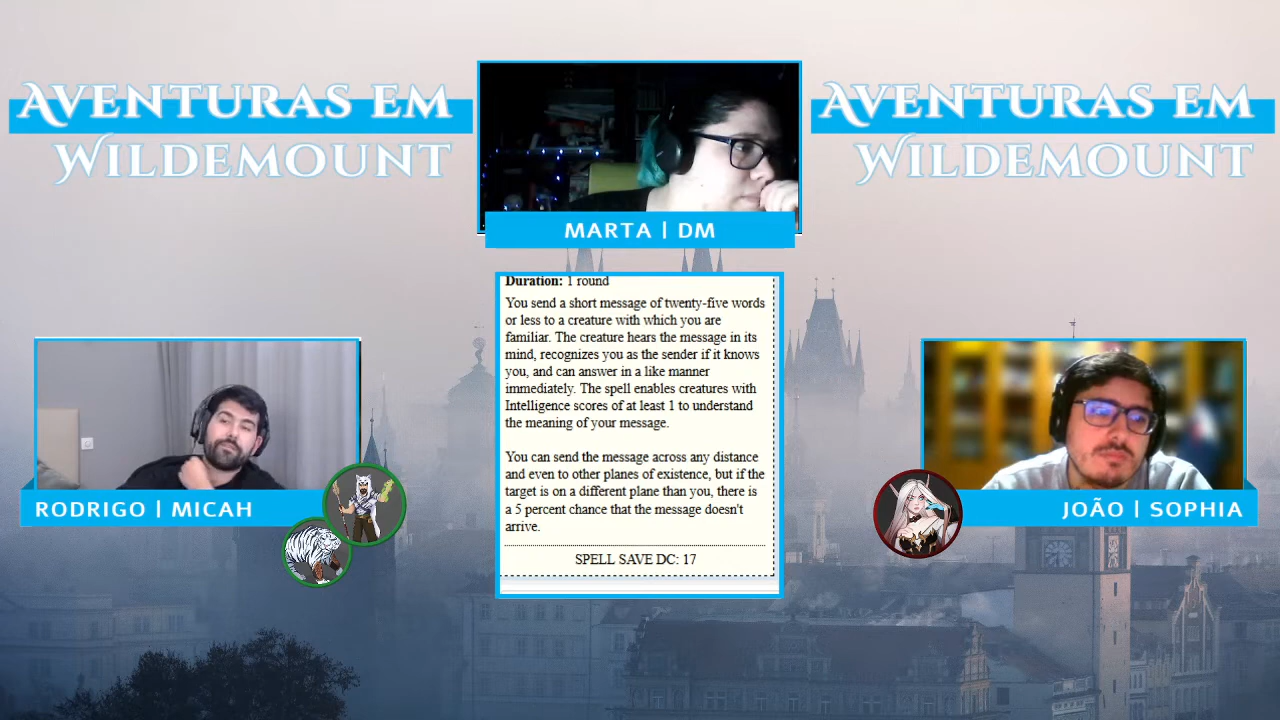 AVENTURAS EM
WILDEMOUNT
AVENTURAS EM
WILDEMOUNT
MARTA | DM
Duration: 1 round
You send a short message of twenty-five words
or less to a creature with which you are
familiar. The creature hears the message in its
mind, recognizes you as the sender if it knows
you, and can answer in a like manner
immediately. The spell enables creatures with
Intelligence scores of at least 1 to understand
the meaning of your message.
You can send the message across any distance
and even to other planes of existence, but if the
target is on a different plane than you, there is
a 5 percent chance that the message doesn't
arrive.
SPELL SAVE DC: 17
RODRIGO | MICAH
JOÃO | SOPHIA